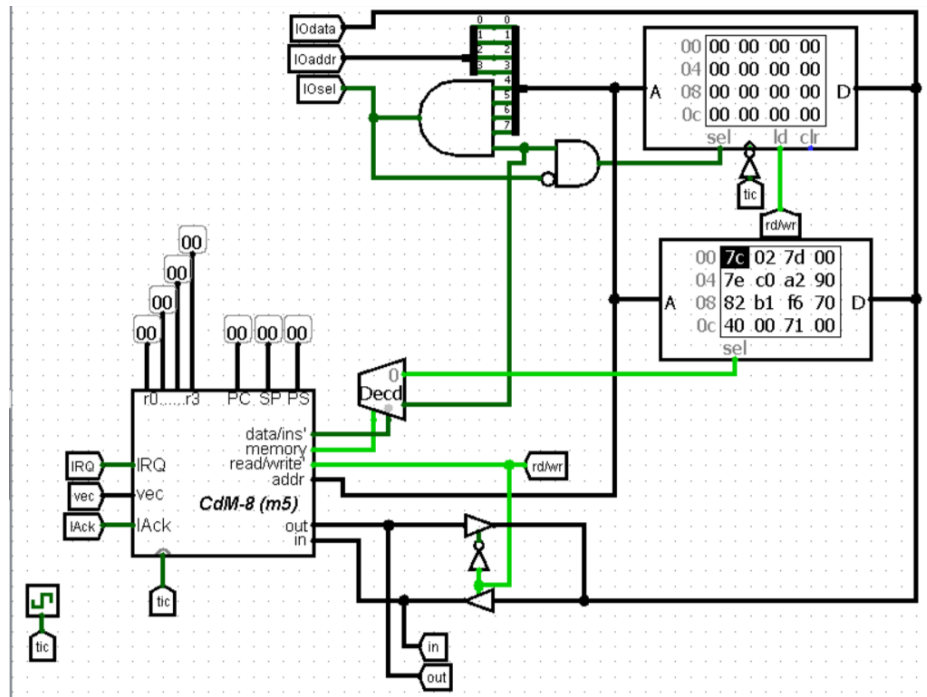 IOdata
IOaddr
IOsel
0 0
1 1
2 2
3 3
4
5
6
7
A
00 00 00 00 00
04 00 00 00 00
08 00 00 00 00
0c 00 00 00 00
D
sel ld clr
tic
rd/wr
A
00 7c 02 7d 00
04 7e c0 a2 90
08 82 b1 f6 70
0c 40 00 71 00
D
sel
00
00
00
00
00
00
00
r0......r3 PC SP PS
0
Decd
data/ins'
memory
read/write'
addr
CdM-8 (m5)
out
in
IRQ
IRQ
vec
vec
IAck
IAck
rd/wr
tic
tic
in
out